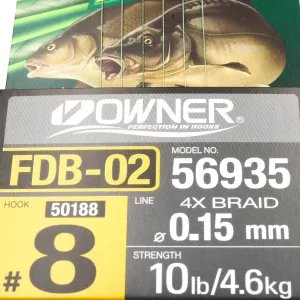 OWNER®
PERFECTION IN HOOKS
FDB-02
MODEL NO.
56935
HOOK
50188
LINE
4X BRAID
#8
ø 0.15 mm
STRENGTH
10lb/4.6kg